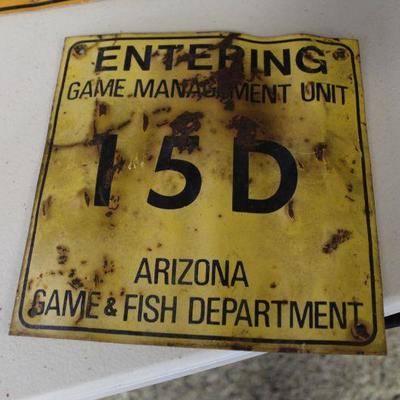 ENTERING
GAME MANAGEMENT UNIT
15D
ARIZONA
GAME & FISH DEPARTMENT